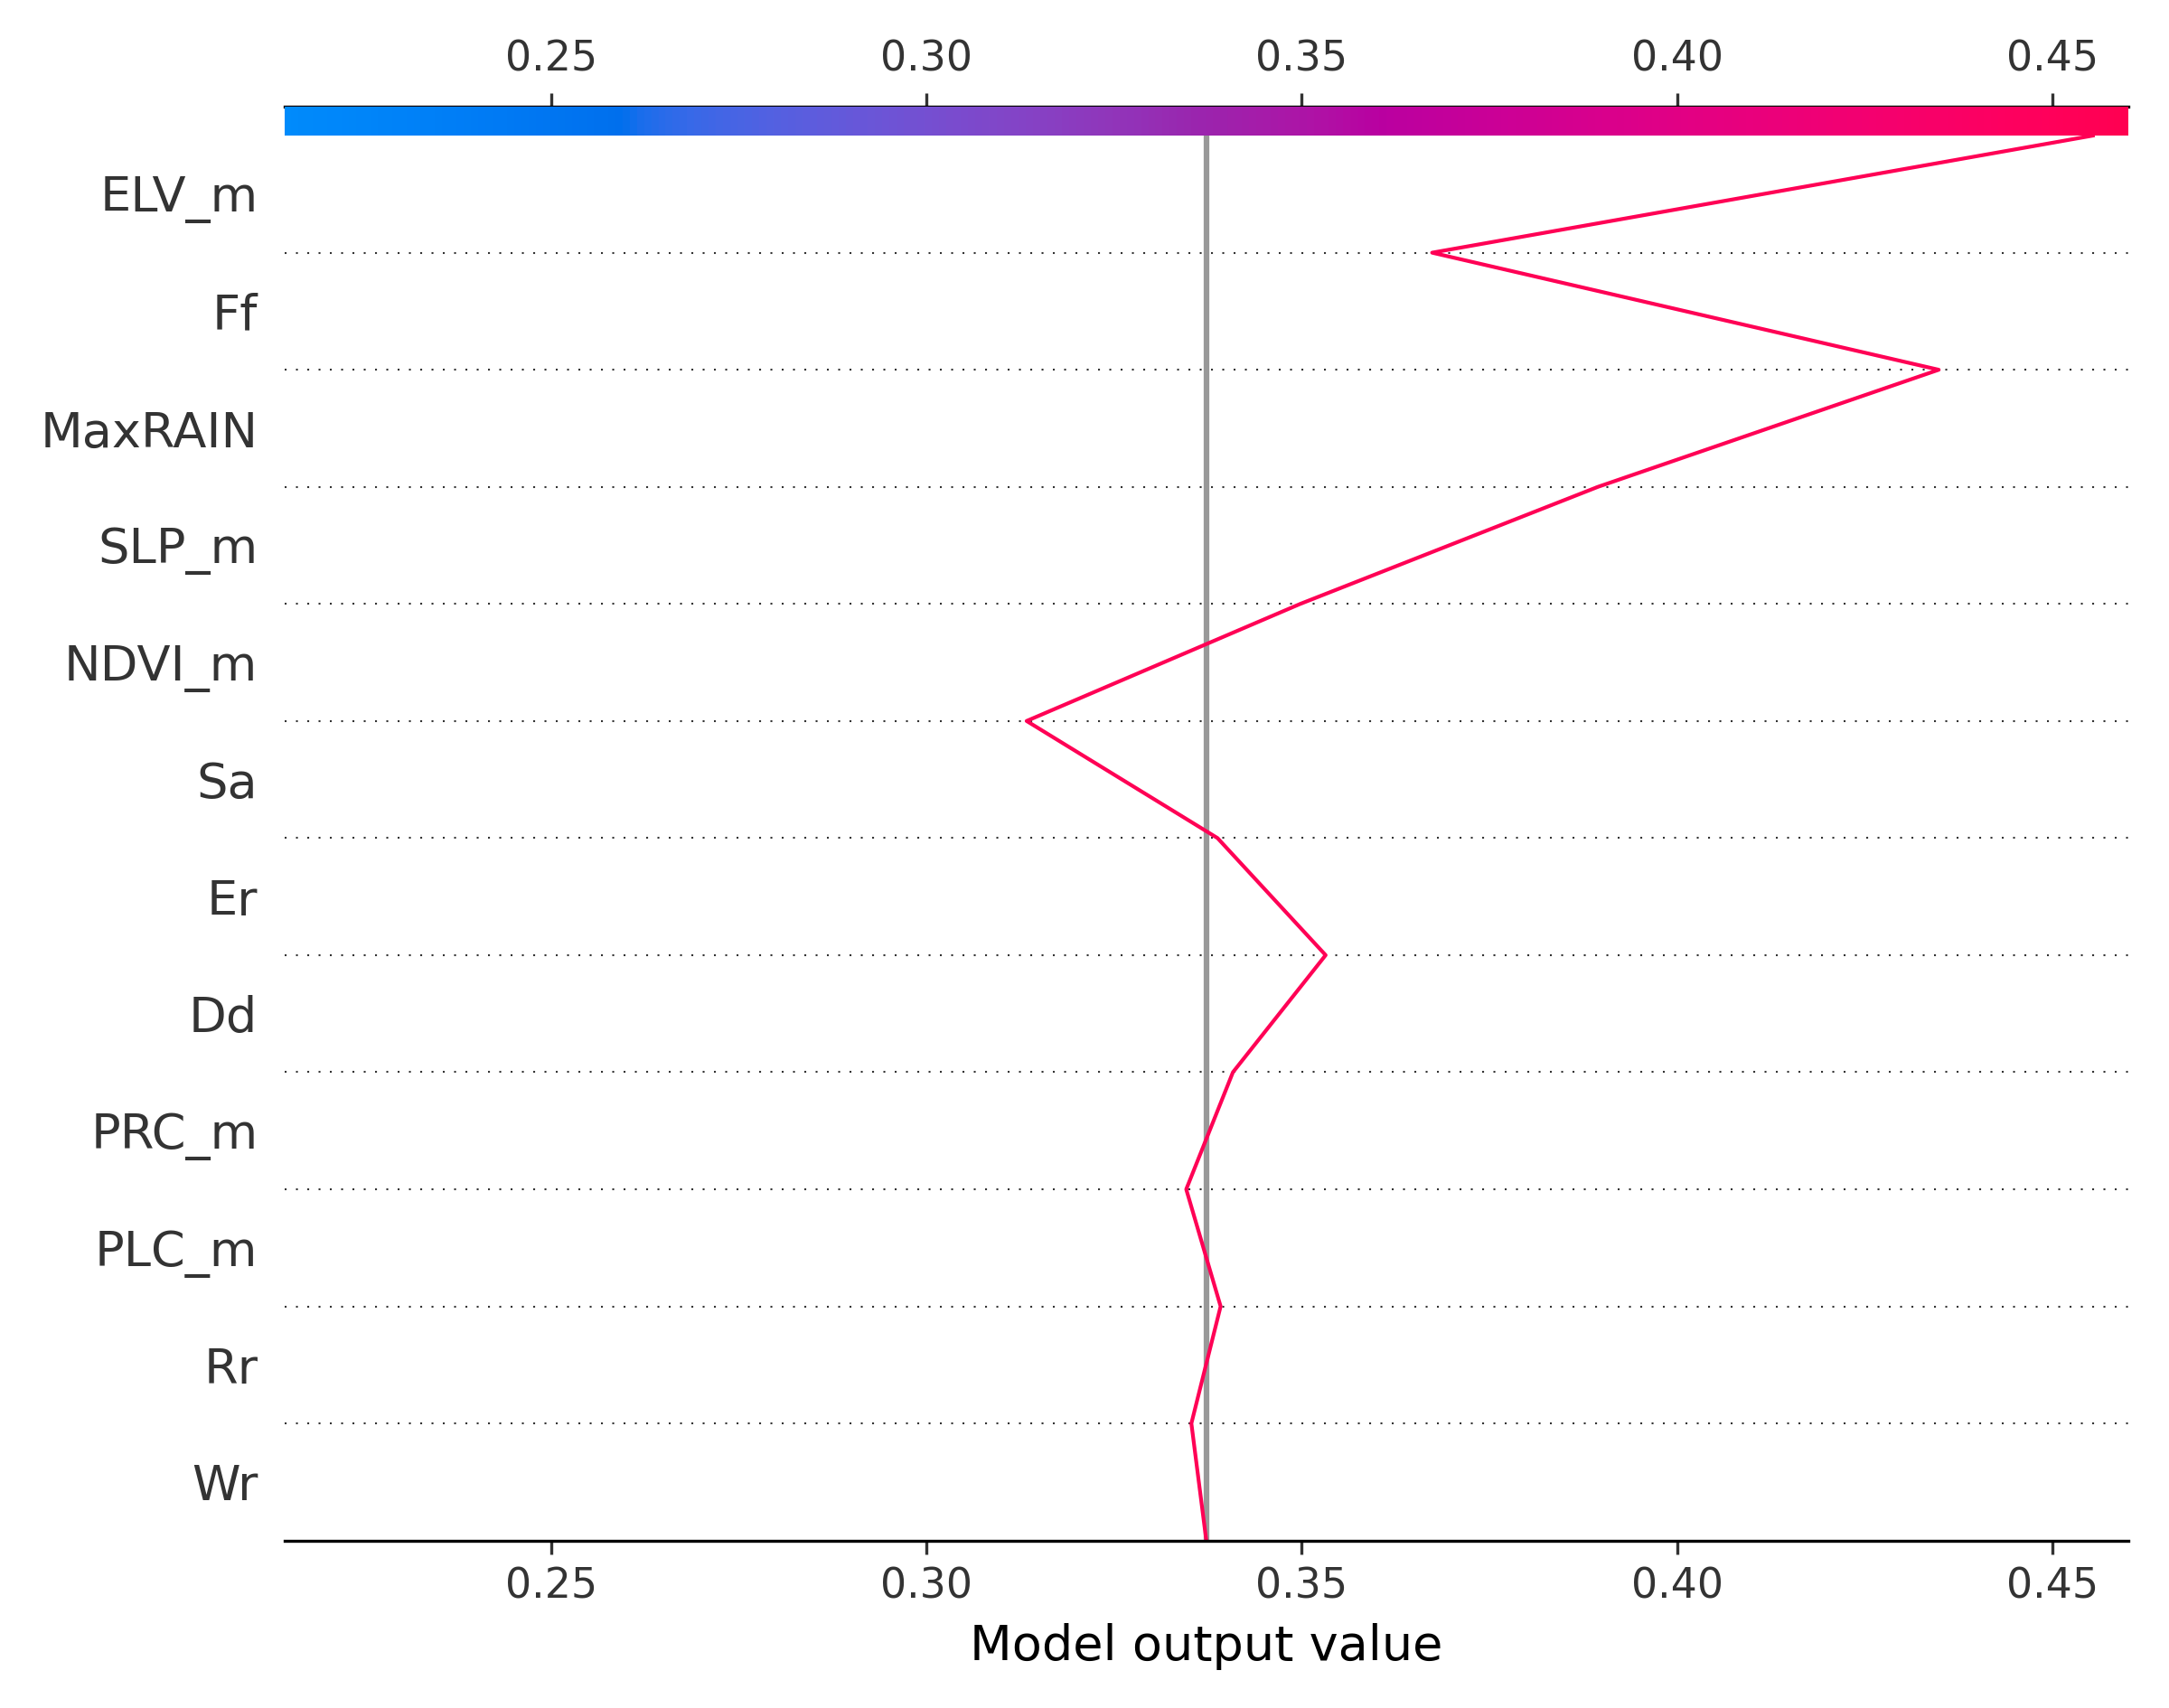 0.25 0.30 0.35 0.40 0.45
ELV_m
Ff
MaxRAIN
SLP_m
NDVI_m
Sa
Er
Dd
PRC_m
PLC_m
Rr
Wr
0.25 0.30 0.35 0.40 0.45
Model output value